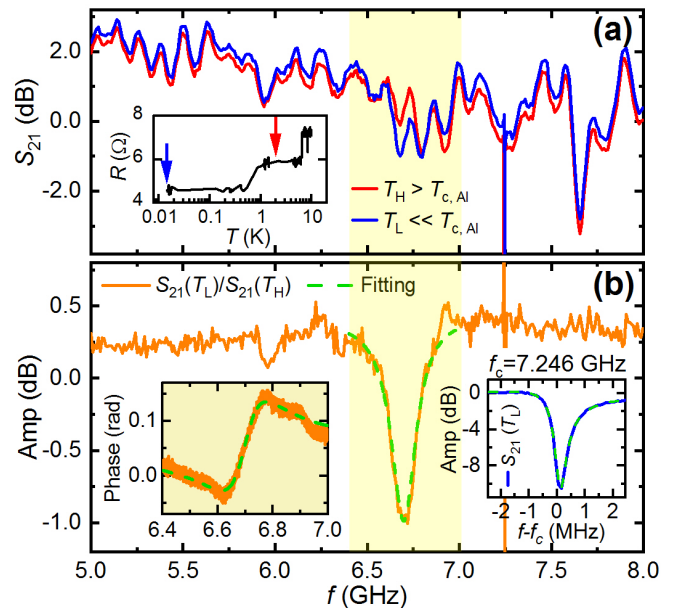 (a)
S21 (dB)
2.0
0.0
-2.0
R (Ω)
8
6
4
0.01 0.1 1 10
T (K)
TH > Tc, Al
TL << Tc, Al
(b)
S21(TL)/S21(TH) Fitting
Amp (dB)
0.5
0.0
-0.5
-1.0
Phase (rad)
0.1
0.0
6.4 6.6 6.8 7.0
fc=7.246 GHz
Amp (dB)
S21 (TL)
0
-4
-8
-2 -1 0 1 2
f-fc (MHz)
5.0 5.5 6.0 6.5 7.0 7.5 8.0
f (GHz)